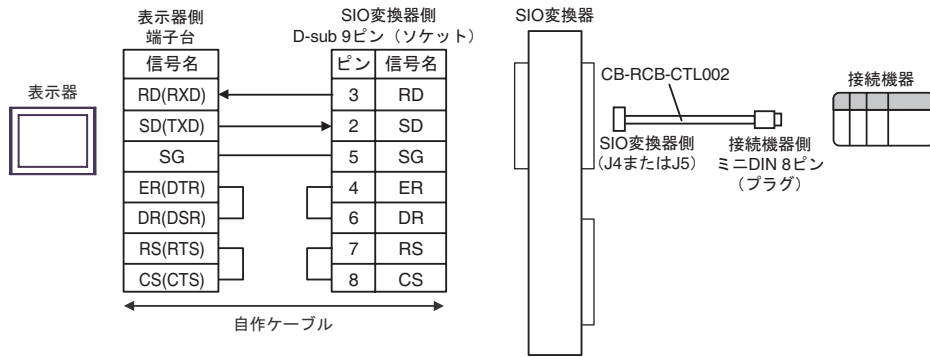 表示器
表示器側
端子台
信号名
RD(RXD)
SD(TXD)
SG
ER(DTR)
DR(DSR)
RS(RTS)
CS(CTS)
SIO変換器側
D-sub 9ピン（ソケット）
ピン 信号名
3 RD
2 SD
5 SG
4 ER
6 DR
7 RS
8 CS
自作ケーブル
SIO変換器
CB-RCB-CTL002
SIO変換器側
(J4またはJ5)
接続機器側
ミニDIN 8ピン
（プラグ）
接続機器